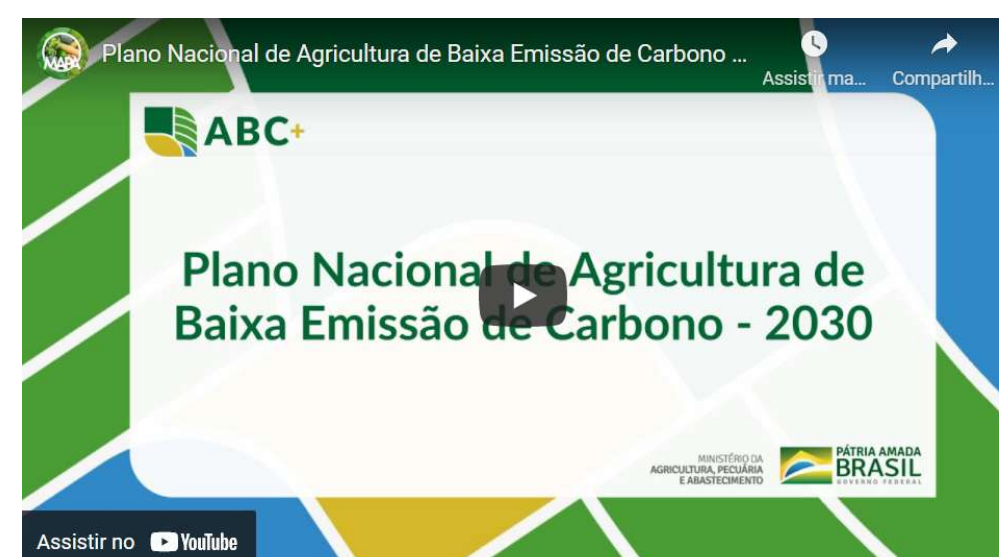 MAPA
Plano Nacional de Agricultura de Baixa Emissão de Carbono ...
Assistir ma...
Compartilh...
ABC+
Plano Nacional de Agricultura de
Baixa Emissão de Carbono - 2030
MINISTÉRIO DA
AGRICULTURA, PECUÁRIA
E ABASTECIMENTO
PÁTRIA AMADA
BRASIL
GOVERNO FEDERAL
Assistir no YouTube